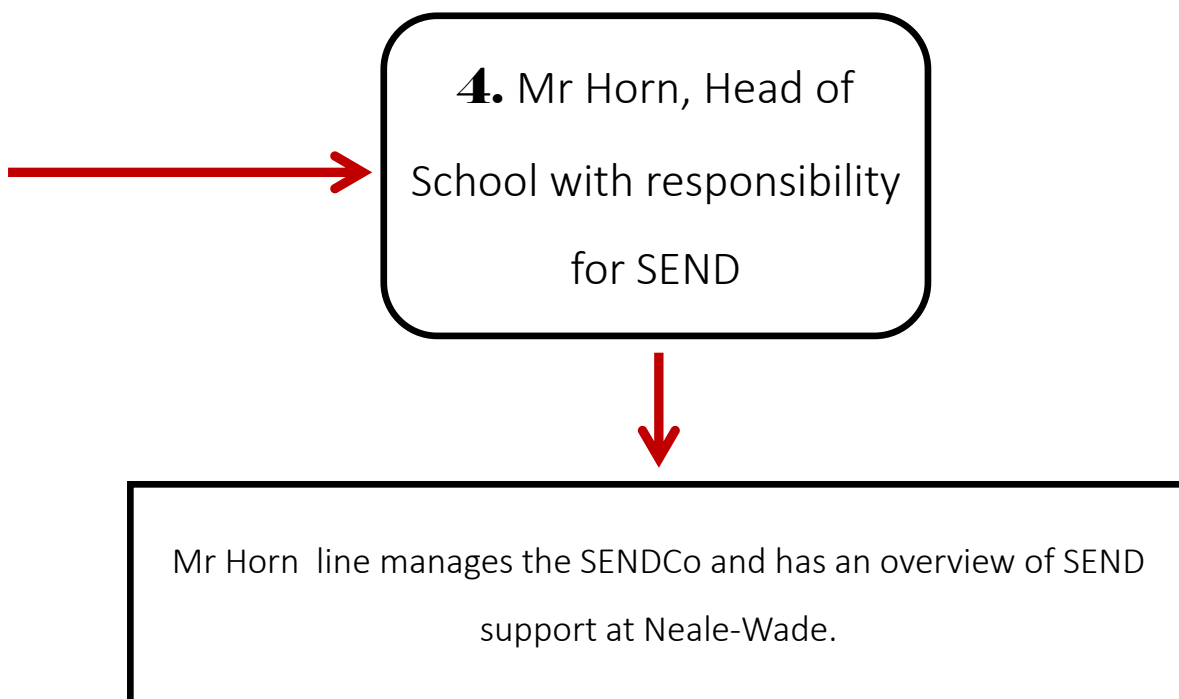 4. Mr Horn, Head of
School with responsibility
for SEND
Mr Horn  line manages the SENDCo and has an overview of SEND
support at Neale-Wade.